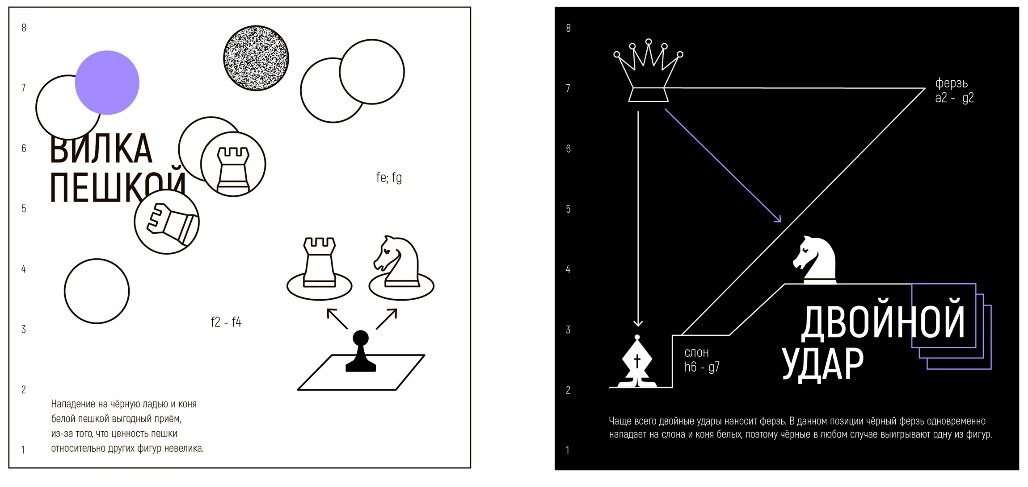 8
7
6
5
4
3
2
1
ВИЛКА
ПЕШКОЙ
fe; fg
f2 - f4
Нападение на чёрную ладью и коня
белой пешкой выгодный приём,
из-за того, что ценность пешки
относительно других фигур невелика.
8
7
6
5
4
3
2
1
ферзь
a2 - g2
слон
h6 - g7
ДВОЙНОЙ
УДАР
Чаще всего двойные удары наносит ферзь. В данном позиции чёрный ферзь одновременно
нападает на слона и коня белых, поэтому чёрные в любом случае выигрывают одну из фигур.